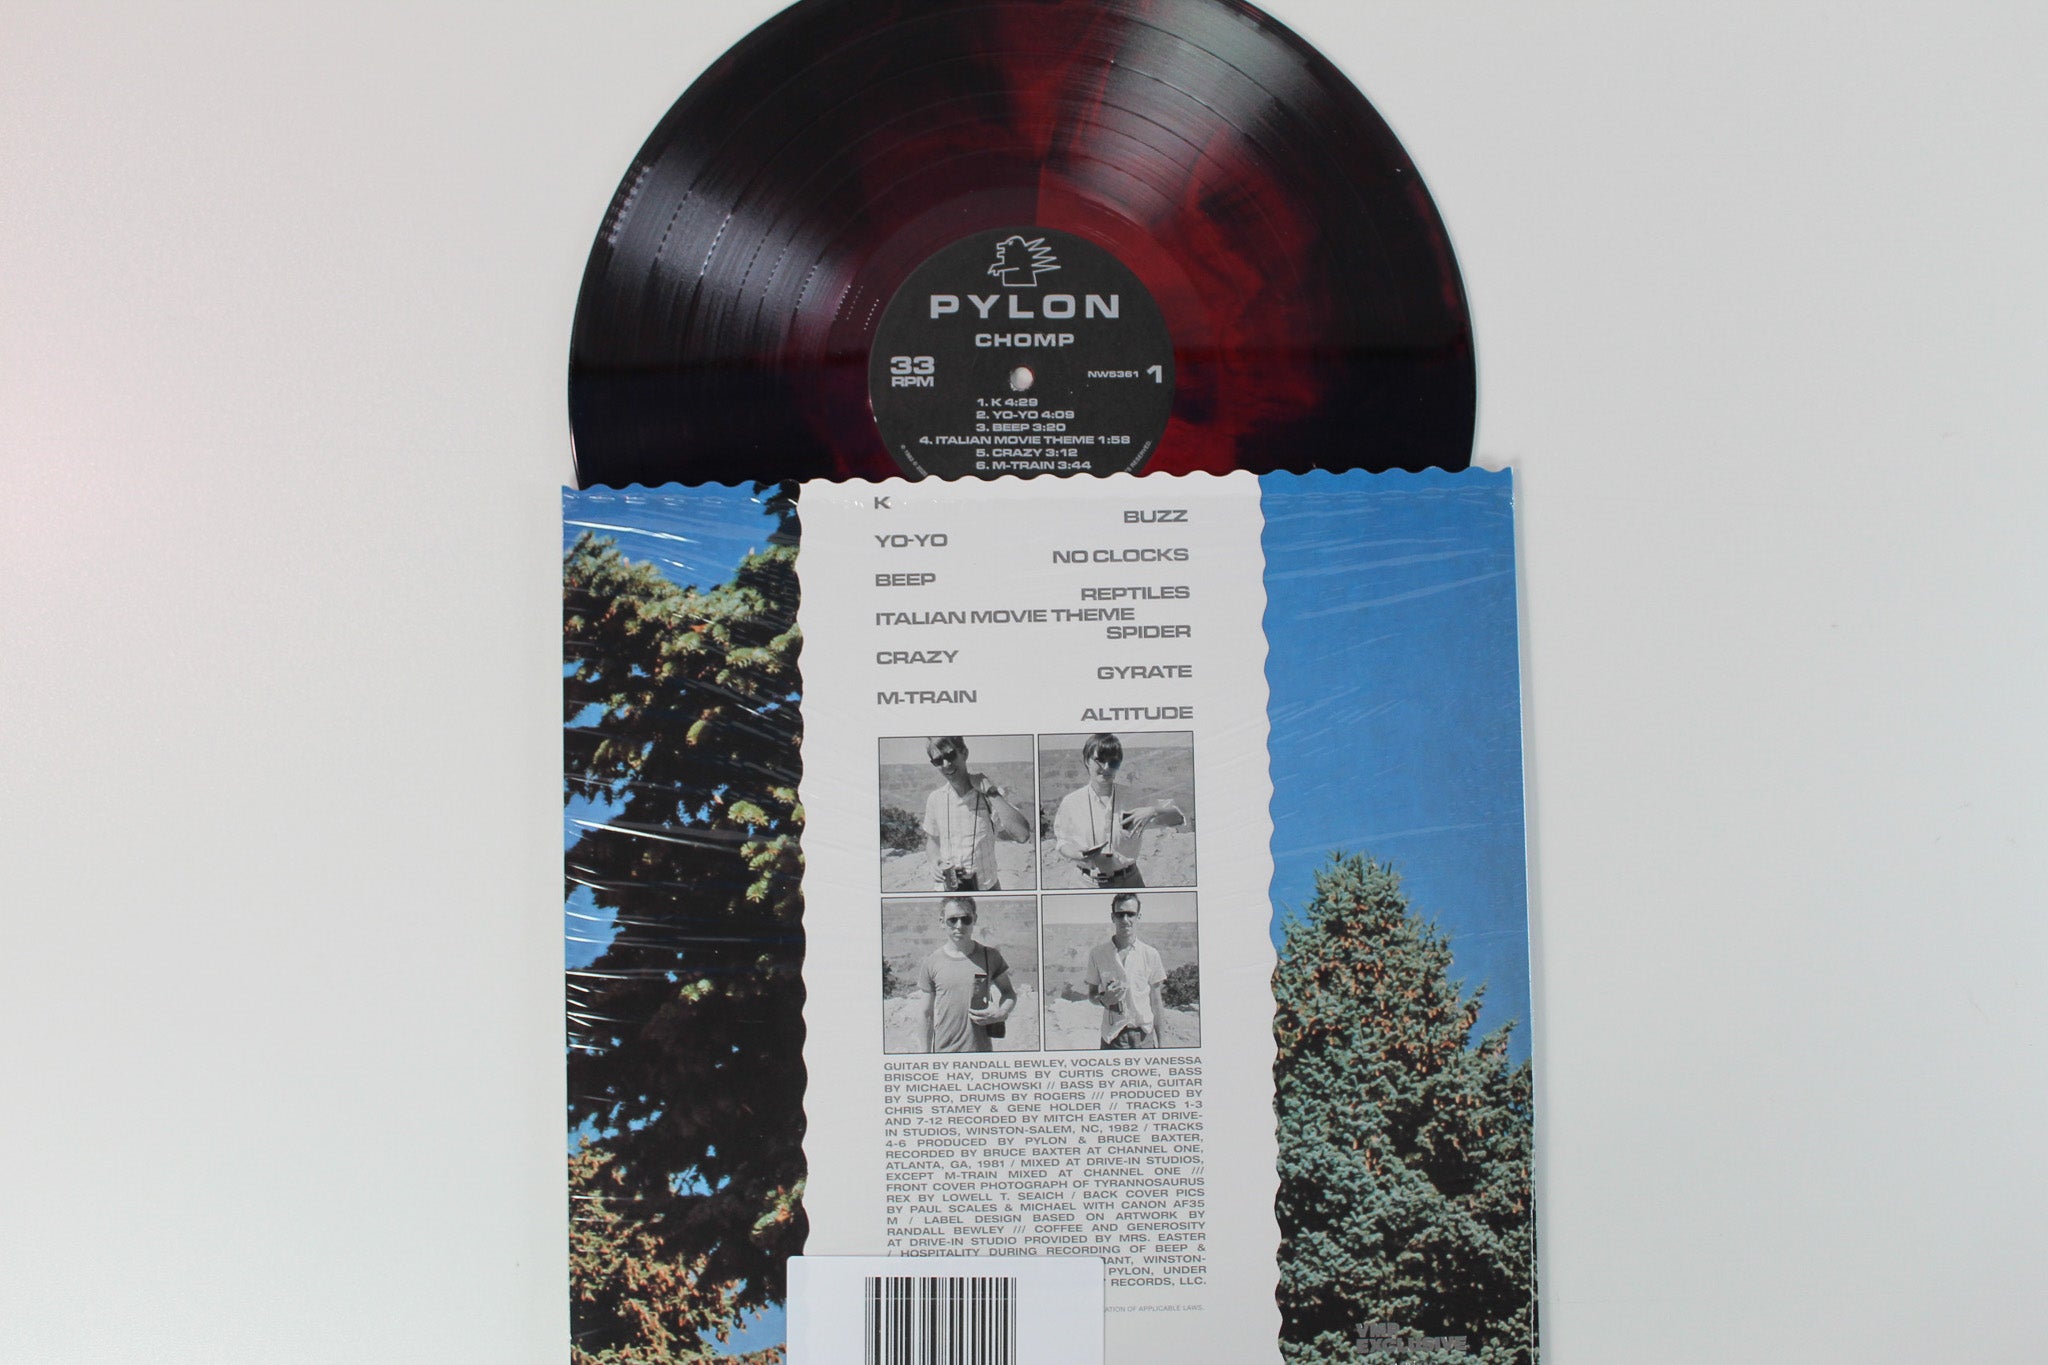 PYLON
CHOMP
33
RPM
NW5361 1
1. K 4:29
2. YO-YO 4:09
3. BEEP 3:20
4. ITALIAN MOVIE THEME 1:58
5. CRAZY 3:12
6. M-TRAIN 3:44
K
BUZZ
YO-YO
NO CLOCKS
BEEP
REPTILES
ITALIAN MOVIE THEME
SPIDER
CRAZY
GYRATE
M-TRAIN
ALTITUDE
GUITAR BY RANDALL BEWLEY, VOCALS BY VANESSA
BRISCOE HAY, DRUMS BY CURTIS CROWE, BASS
BY MICHAEL LACHOWSKI // BASS BY ARIA, GUITAR
BY SUPRO, DRUMS BY ROGERS /// PRODUCED BY
CHRIS STAMEY & GENE HOLDER // TRACKS 1-3
AND 7-12 RECORDED BY MITCH EASTER AT DRIVE-
IN STUDIOS, WINSTON-SALEM, NC, 1982 / TRACKS
4-6 PRODUCED BY PYLON & BRUCE BAXTER,
RECORDED BY BRUCE BAXTER AT CHANNEL ONE,
ATLANTA, GA, 1981 / MIXED AT DRIVE-IN STUDIOS,
EXCEPT M-TRAIN MIXED AT CHANNEL ONE ///
FRONT COVER PHOTOGRAPH OF TYRANNOSAURUS
REX BY LOWELL T. SEAICH / BACK COVER PICS
BY PAUL SCALES & MICHAEL WITH CANON AF35
M / LABEL DESIGN BASED ON ARTWORK BY
RANDALL BEWLEY /// COFFEE AND GENEROSITY
AT DRIVE-IN STUDIO PROVIDED BY MRS. EASTER
/ HOSPITALITY DURING RECORDING OF BEEP &
RANT, WINSTON-
PYLON, UNDER
RECORDS, LLC.
OF APPLICABLE LAWS.
VMP
EXCLUSIVE